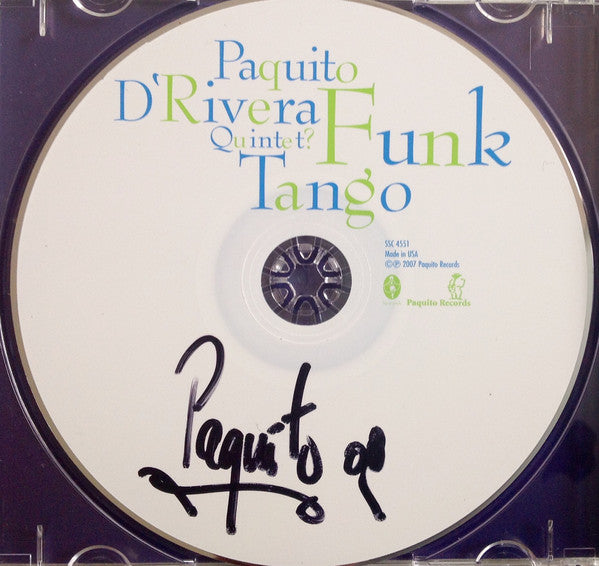 Paquito
D'Rivera
Quintet?
Funk
Tango
SSC 4551
Made in USA
©℗ 2007 Paquito Records
Paquito Records
Paquito